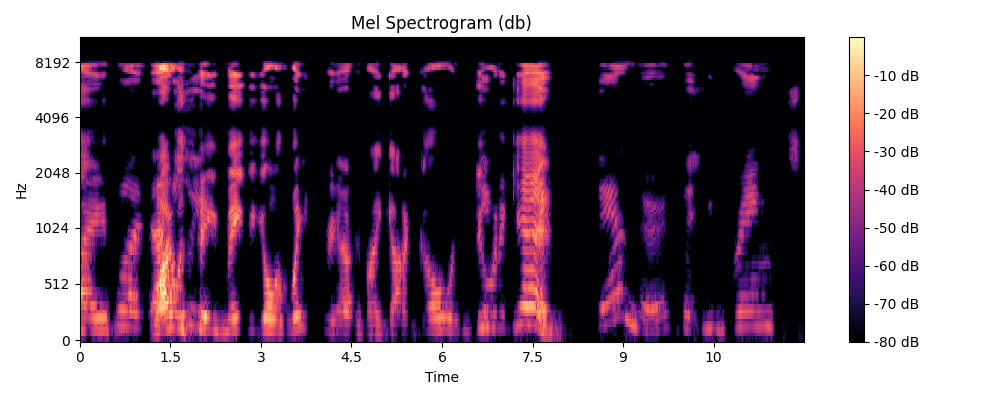 Mel Spectrogram (db)
8192
4096
2048
1024
512
0
Hz
0 1.5 3 4.5 6 7.5 9 10
Time
-10 dB
-20 dB
-30 dB
-40 dB
-50 dB
-60 dB
-70 dB
-80 dB